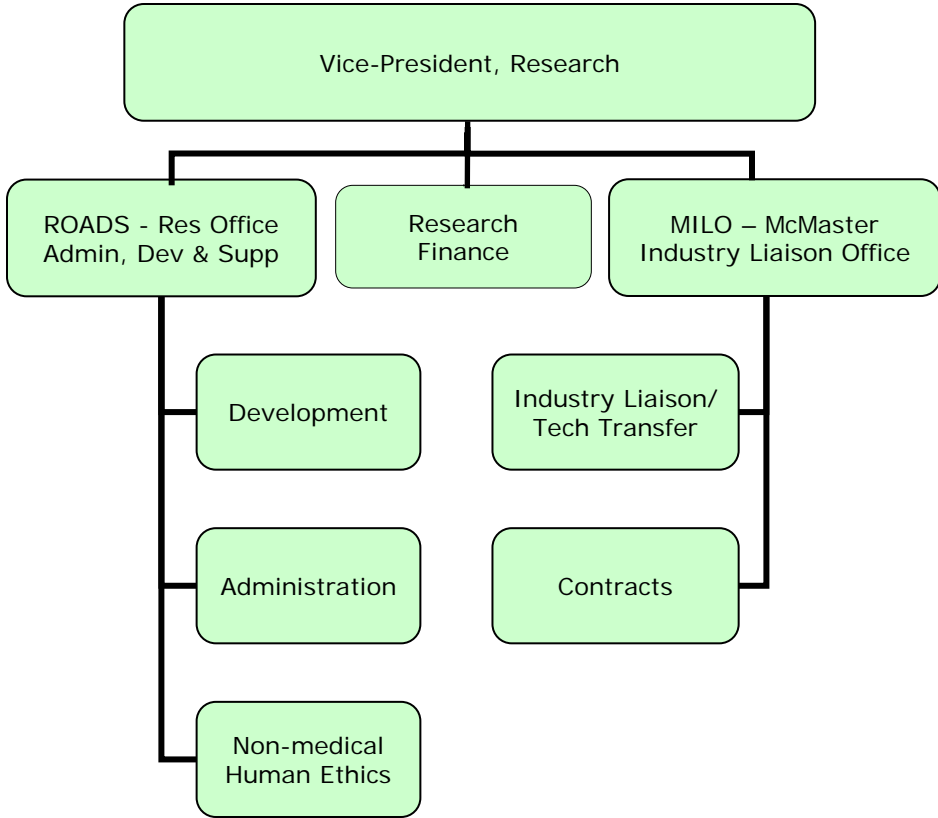 Vice-President, Research
ROADS - Res Office
Admin, Dev & Supp
Research
Finance
MILO – McMaster
Industry Liaison Office
Development
Industry Liaison/
Tech Transfer
Administration
Contracts
Non-medical
Human Ethics